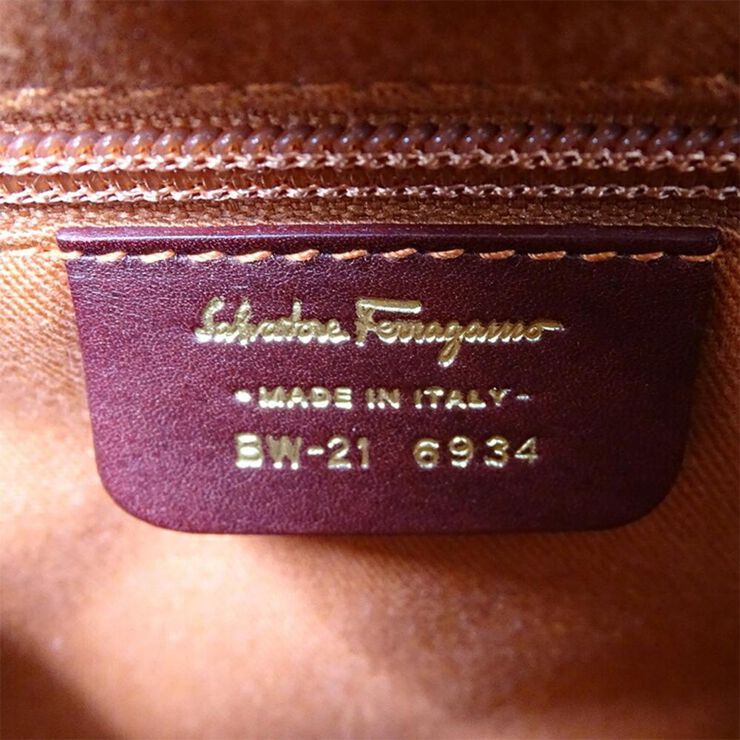 Salvatore Ferragamo
-MADE IN ITALY-
BW-21 6934